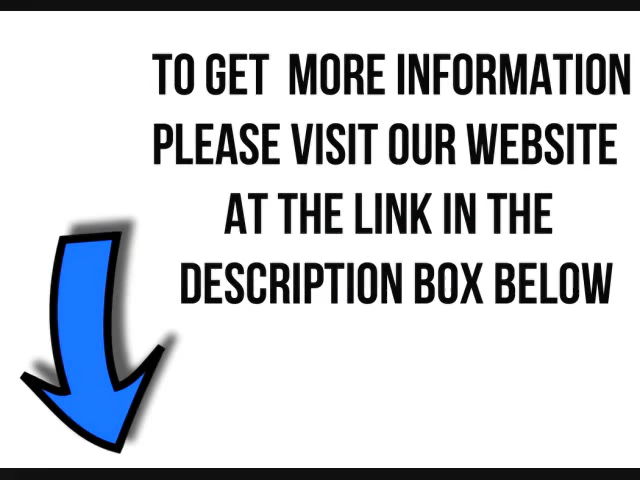 TO GET MORE INFORMATION
PLEASE VISIT OUR WEBSITE
AT THE LINK IN THE
DESCRIPTION BOX BELOW